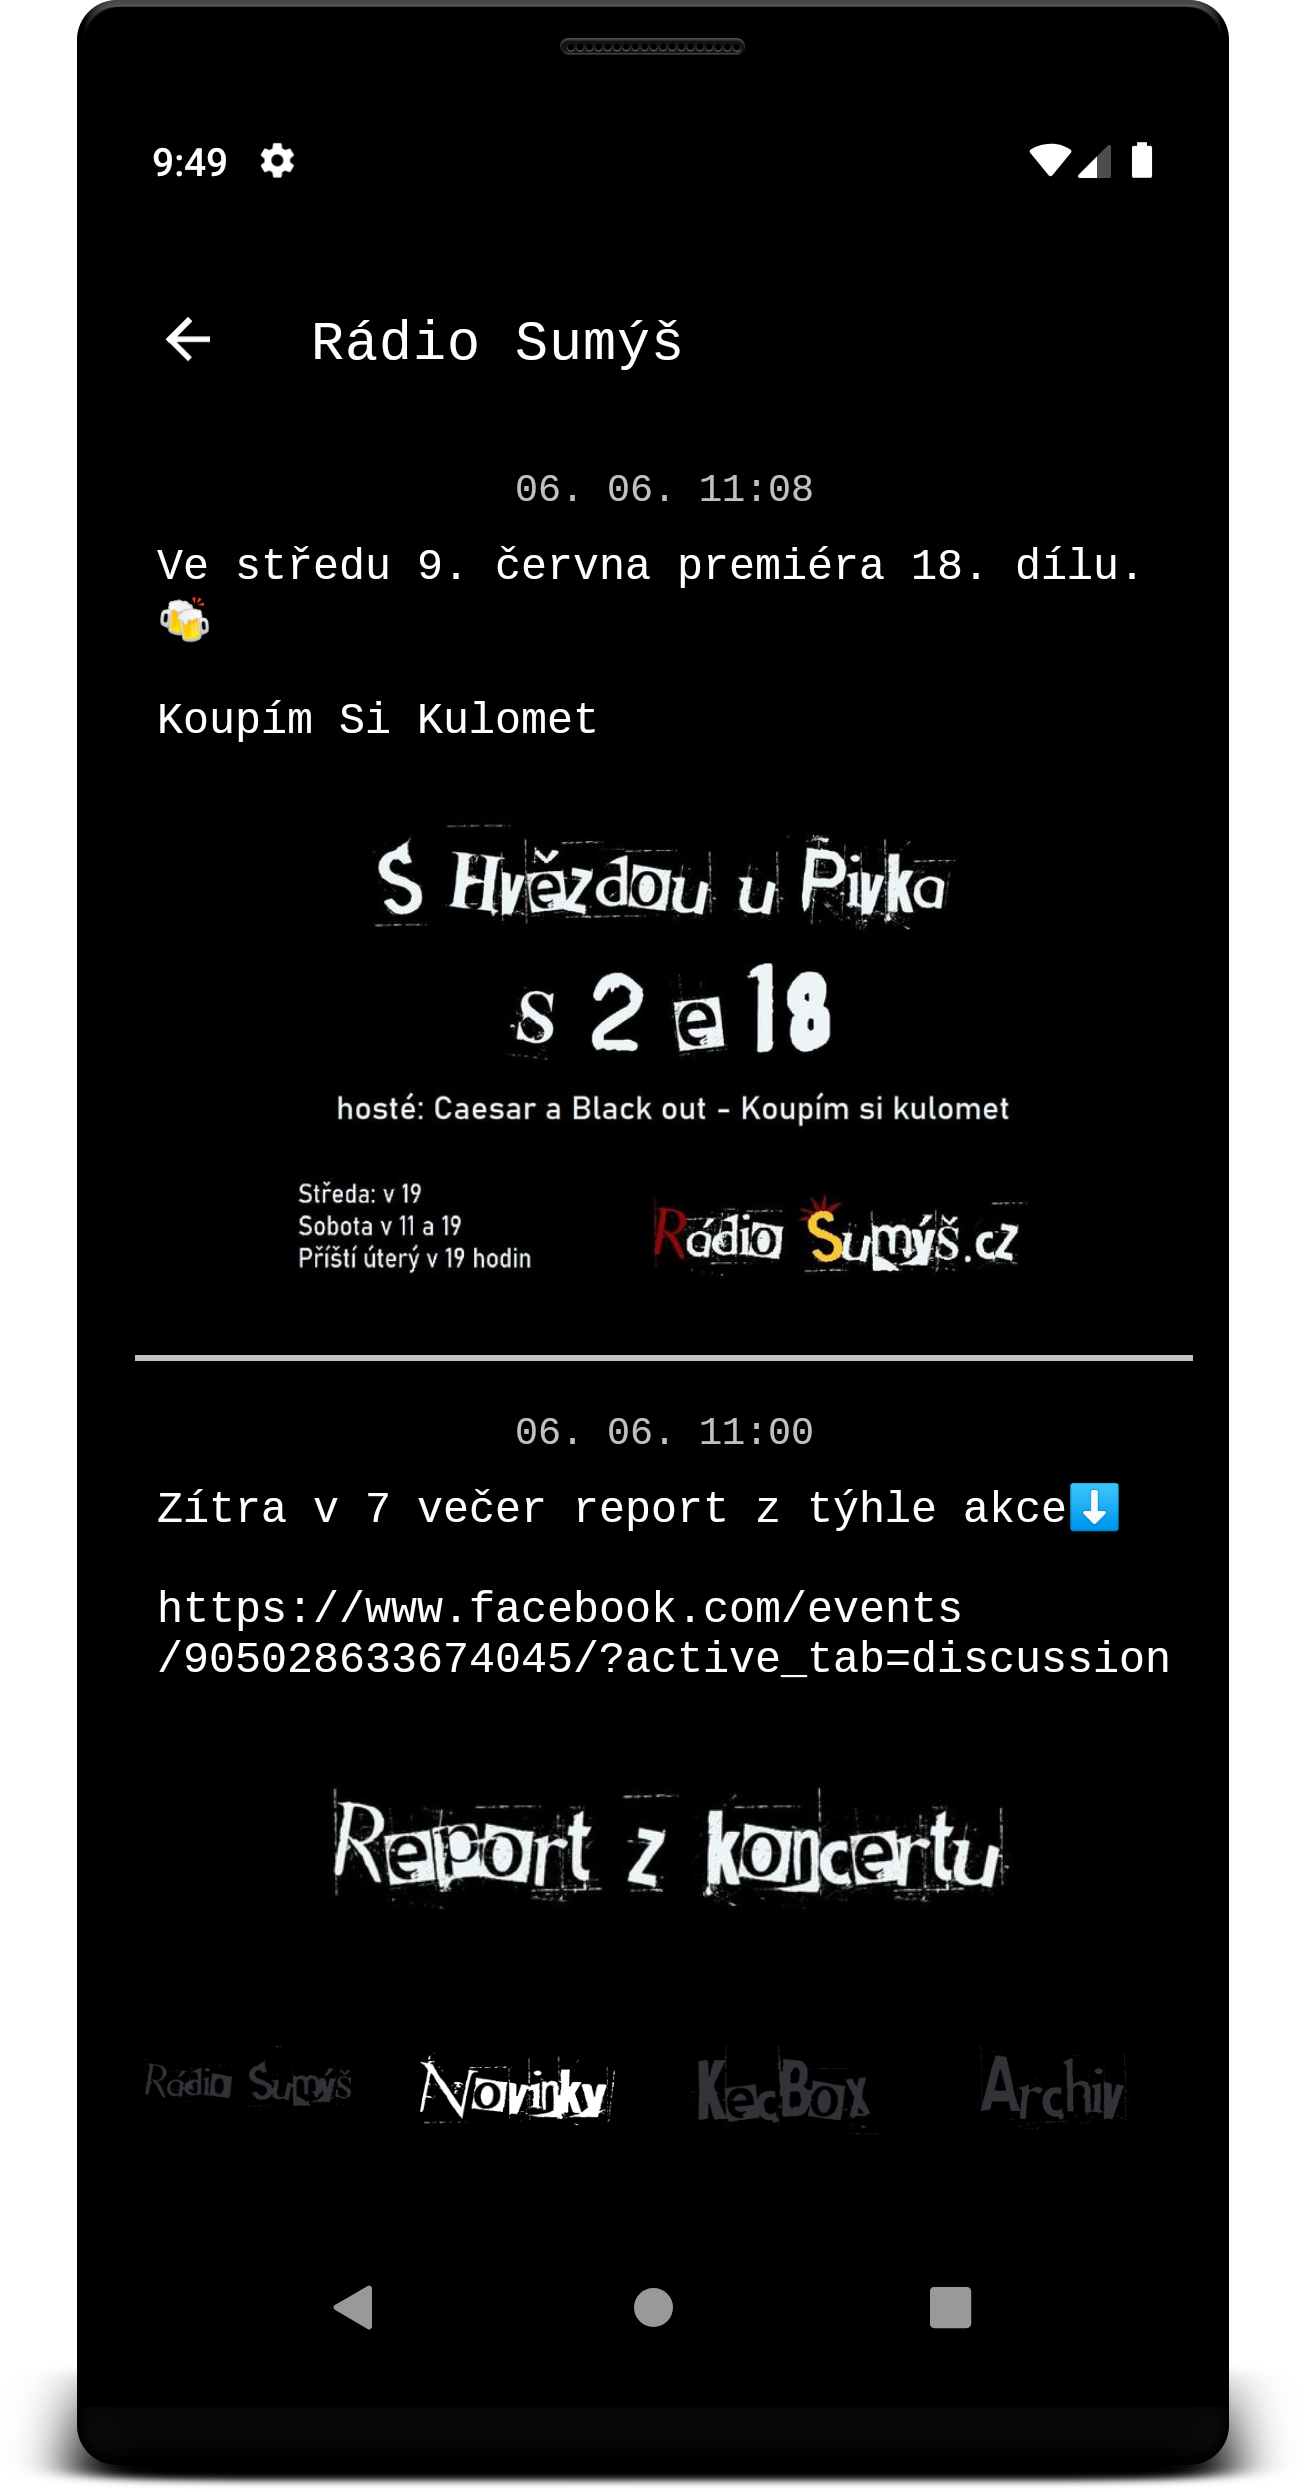 9:49
Rádio Sumýš
06. 06. 11:08
Ve středu 9. června premiéra 18. dílu.
🍻
Koupím Si Kulomet
S Hvězdou u Pivka
s 2 e 18
hosté: Caesar a Black out - Koupím si kulomet
Středa: v 19
Sobota v 11 a 19
Příští úterý v 19 hodin
Rádio Sumýš.cz
06. 06. 11:00
Zítra v 7 večer report z týhle akce⬇️
https://www.facebook.com/events
/905028633674045/?active_tab=discussion
Report z koncertu
Rádio Sumýš
Novinky
KecBox
Archiv